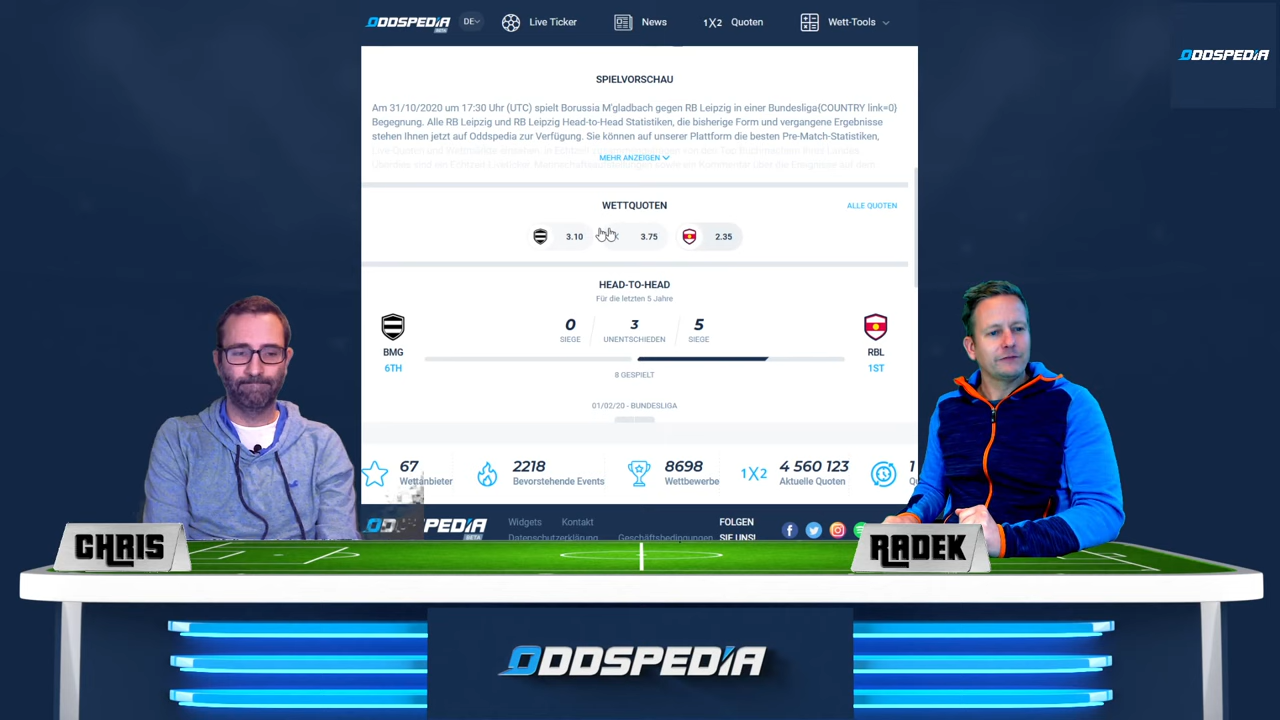 ODDSPEDIA
BETA
DE
Live Ticker
News
1X2 Quoten
Wett-Tools
ODDSPEDIA
SPIELVORSCHAU
Am 31/10/2020 um 17:30 Uhr (UTC) spielt Borussia M'gladbach gegen RB Leipzig in einer Bundesliga{COUNTRY link=0}
Begegnung. Alle RB Leipzig und RB Leipzig Head-to-Head Statistiken, die bisherige Form und vergangene Ergebnisse
stehen Ihnen jetzt auf Oddspedia zur Verfügung. Sie können auf unserer Plattform die besten Pre-Match-Statistiken,
MEHR ANZEIGEN
WETTQUOTEN
ALLE QUOTEN
3.10
3.75
2.35
HEAD-TO-HEAD
Für die letzten 5 Jahre
0
SIEGE
3
UNENTSCHIEDEN
5
SIEGE
BMG
6TH
RBL
1ST
8 GESPIELT
01/02/20 - BUNDESLIGA
67
Wettanbieter
2218
Bevorstehende Events
8698
Wettbewerbe
1X2
4 560 123
Aktuelle Quoten
1
ODDSPEDIA
BETA
Widgets
Kontakt
Datenschutzerklärung
Geschäftsbedingungen
FOLGEN
SIE UNS!
CHRIS
RADEK
ODDSPEDIA